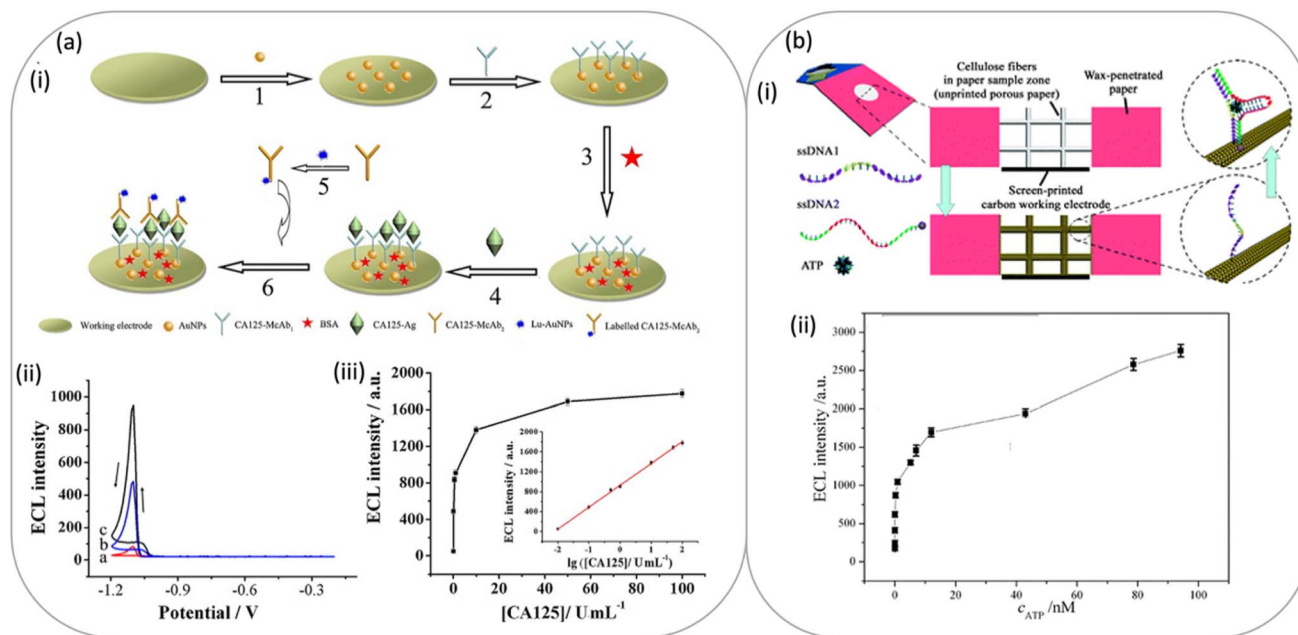 (a)
(i)
1
2
3
5
6
4
Working electrode AuNPs CA125-McAb1 BSA CA125-Ag CA125-McAb2 Lu-AuNPs Labelled CA125-McAb2
(ii)
ECL intensity
1000
800
600
400
200
0
c
b
a
-1.2 -0.9 -0.6 -0.3
Potential / V
(iii)
ECL intensity / a.u.
2000
1600
1200
800
400
0
0 20 40 60 80 100
[CA125]/ UmL-1
ECL intensity / a.u.
2000
1600
1200
800
400
0
-2 -1 0 1 2
lg ([CA125]/ UmL-1)
(b)
(i)
Cellulose fibers
in paper sample zone
(unprinted porous paper)
Wax-penetrated
paper
ssDNA1
Screen-printed
carbon working electrode
ssDNA2
ATP
(ii)
ECL intensity /a.u.
3000
2500
2000
1500
1000
500
0
0 20 40 60 80 100
cATP /nM